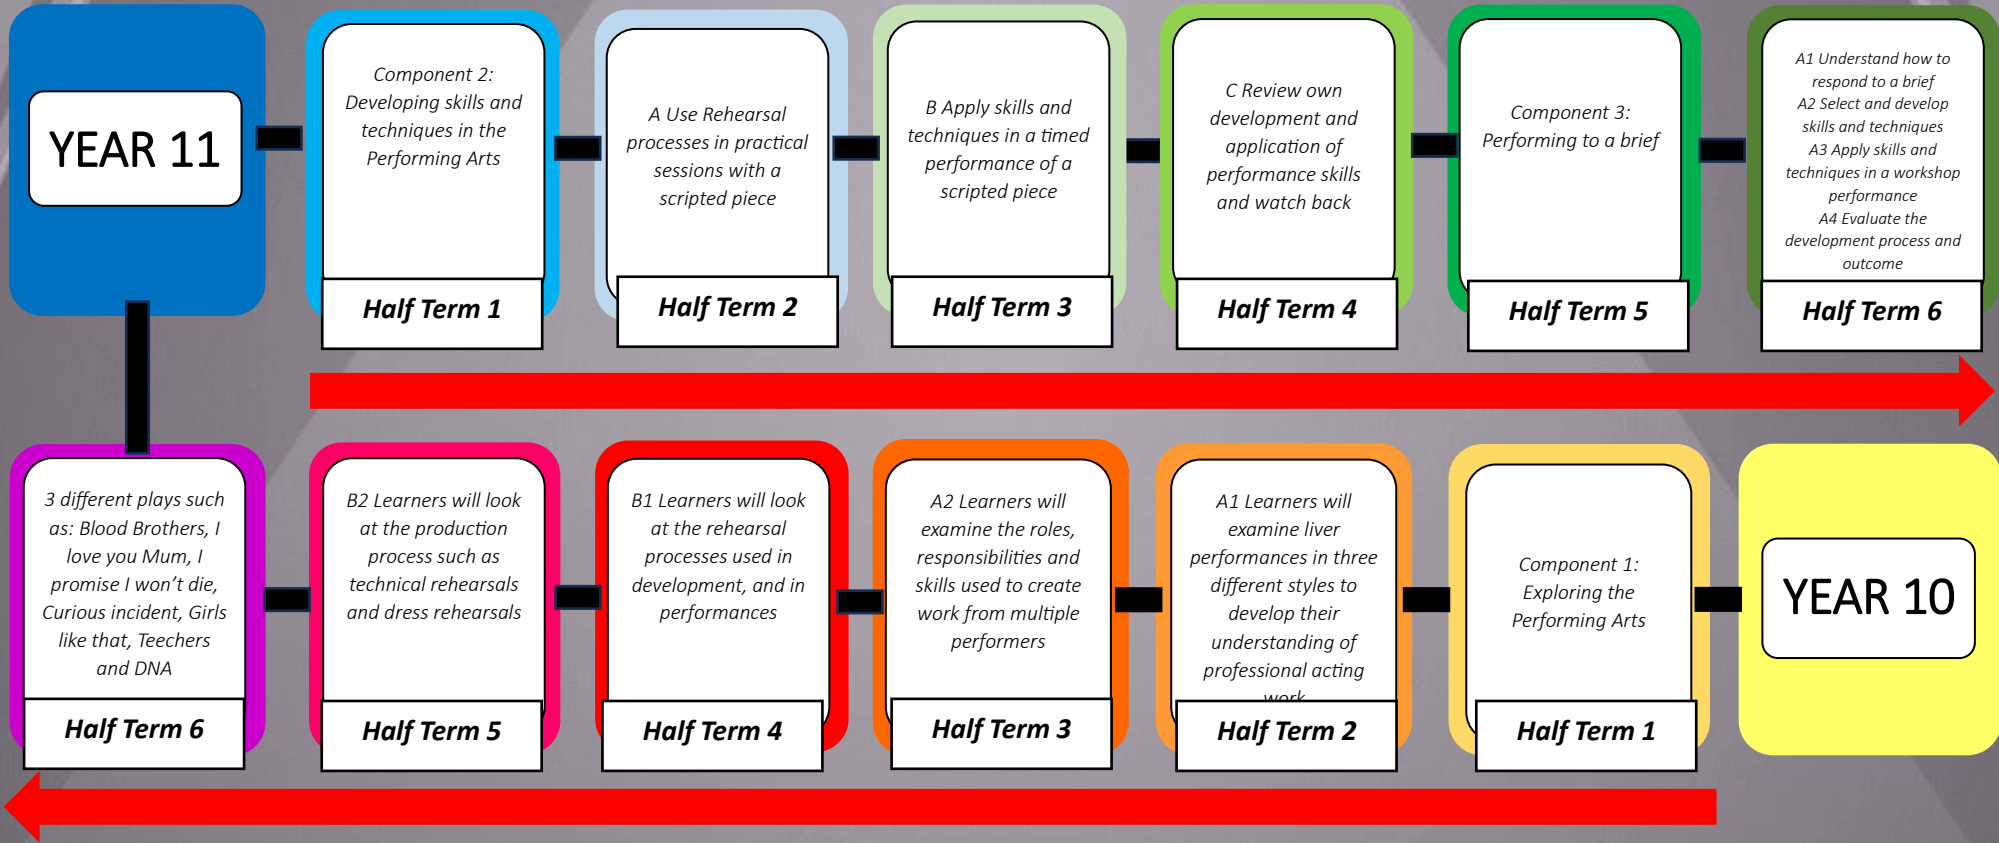 YEAR 11
Component 2:
Developing skills and
techniques in the
Performing Arts
Half Term 1
A Use Rehearsal
processes in practical
sessions with a
scripted piece
Half Term 2
B Apply skills and
techniques in a timed
performance of a
scripted piece
Half Term 3
C Review own
development and
application of
performance skills
and watch back
Half Term 4
Component 3:
Performing to a brief
Half Term 5
A1 Understand how to
respond to a brief
A2 Select and develop
skills and techniques
A3 Apply skills and
techniques in a workshop
performance
A4 Evaluate the
development process and
outcome
Half Term 6
3 different plays such
as: Blood Brothers, I
love you Mum, I
promise I won’t die,
Curious incident, Girls
like that, Teechers
and DNA
Half Term 6
B2 Learners will look
at the production
process such as
technical rehearsals
and dress rehearsals
Half Term 5
B1 Learners will look
at the rehearsal
processes used in
development, and in
performances
Half Term 4
A2 Learners will
examine the roles,
responsibilities and
skills used to create
work from multiple
performers
Half Term 3
A1 Learners will
examine liver
performances in three
different styles to
develop their
understanding of
professional acting
work
Half Term 2
Component 1:
Exploring the
Performing Arts
Half Term 1
YEAR 10